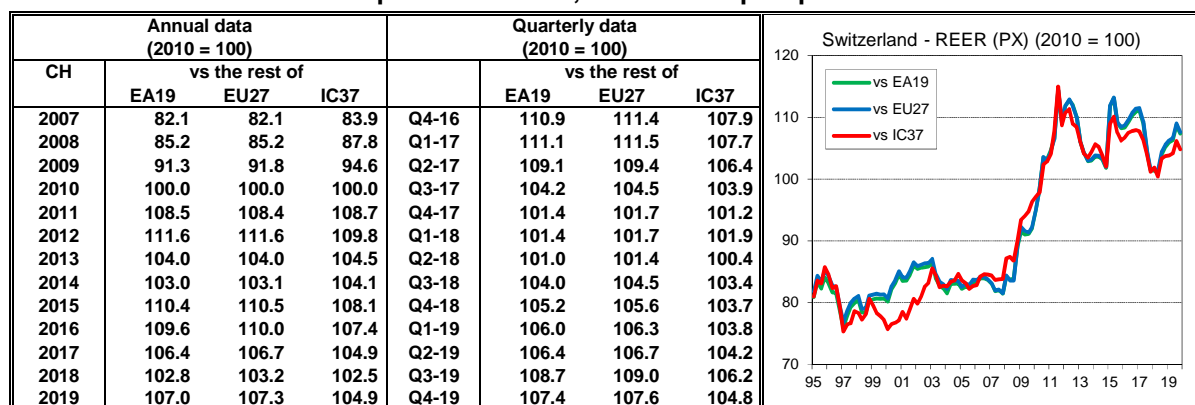 Annual data Quarterly data
(2010 = 100) (2010 = 100)
CH vs the rest of vs the rest of
EA19 EU27 IC37 EA19 EU27 IC37
2007 82.1 82.1 83.9 Q4-16 110.9 111.4 107.9
2008 85.2 85.2 87.8 Q1-17 111.1 111.5 107.7
2009 91.3 91.8 94.6 Q2-17 109.1 109.4 106.4
2010 100.0 100.0 100.0 Q3-17 104.2 104.5 103.9
2011 108.5 108.4 108.7 Q4-17 101.4 101.7 101.2
2012 111.6 111.6 109.8 Q1-18 101.4 101.7 101.9
2013 104.0 104.0 104.5 Q2-18 101.0 101.4 100.4
2014 103.0 103.1 104.1 Q3-18 104.0 104.5 103.4
2015 110.4 110.5 108.1 Q4-18 105.2 105.6 103.7
2016 109.6 110.0 107.4 Q1-19 106.0 106.3 103.8
2017 106.4 106.7 104.9 Q2-19 106.4 106.7 104.2
2018 102.8 103.2 102.5 Q3-19 108.7 109.0 106.2
2019 107.0 107.3 104.9 Q4-19 107.4 107.6 104.8
Switzerland - REER (PX) (2010 = 100)
120
vs EA19
vs EU27
110
vs IC37
100
90
80
70
95 97 99 01 03 05 07 09 11 13 15 17 19